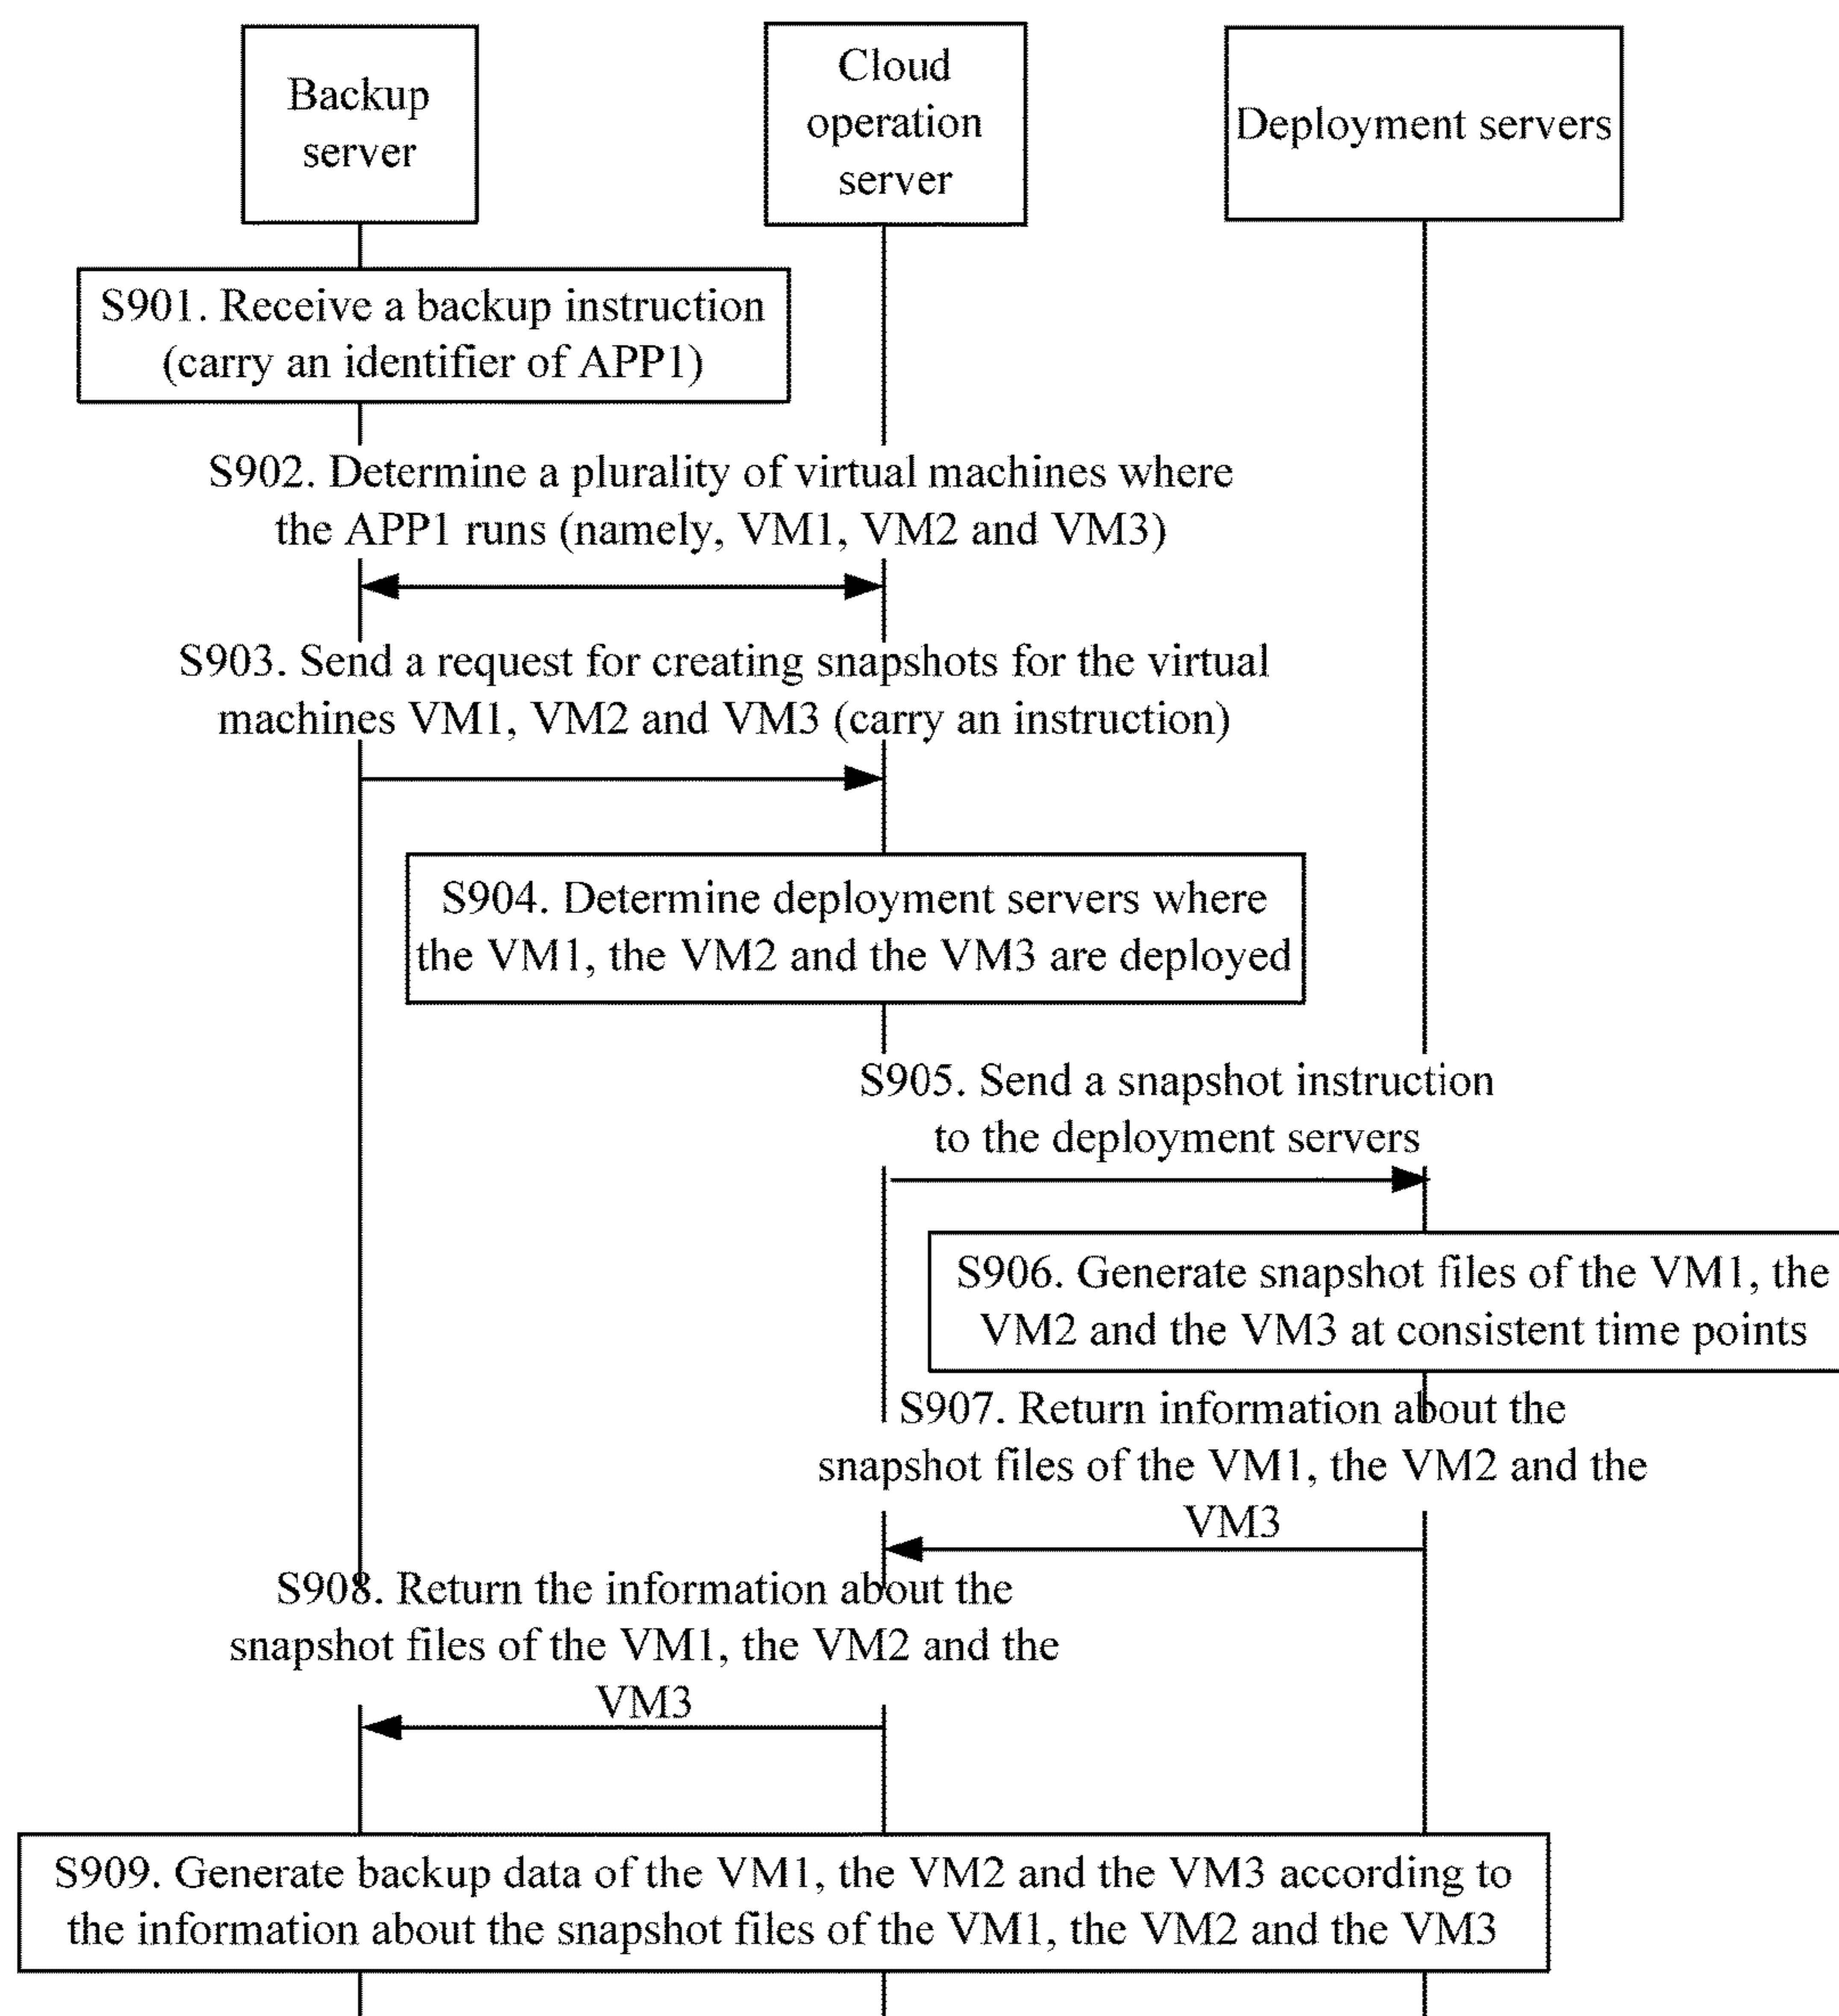 Backup
server
Cloud
operation
server
Deployment servers
S901. Receive a backup instruction
(carry an identifier of APP1)
S902. Determine a plurality of virtual machines where
the APP1 runs (namely, VM1, VM2 and VM3)
S903. Send a request for creating snapshots for the virtual
machines VM1, VM2 and VM3 (carry an instruction)
S904. Determine deployment servers where
the VM1, the VM2 and the VM3 are deployed
S905. Send a snapshot instruction
to the deployment servers
S906. Generate snapshot files of the VM1, the
VM2 and the VM3 at consistent time points
S907. Return information about the
snapshot files of the VM1, the VM2 and the
VM3
S908. Return the information about the
snapshot files of the VM1, the VM2 and the
VM3
S909. Generate backup data of the VM1, the VM2 and the VM3 according to
the information about the snapshot files of the VM1, the VM2 and the VM3